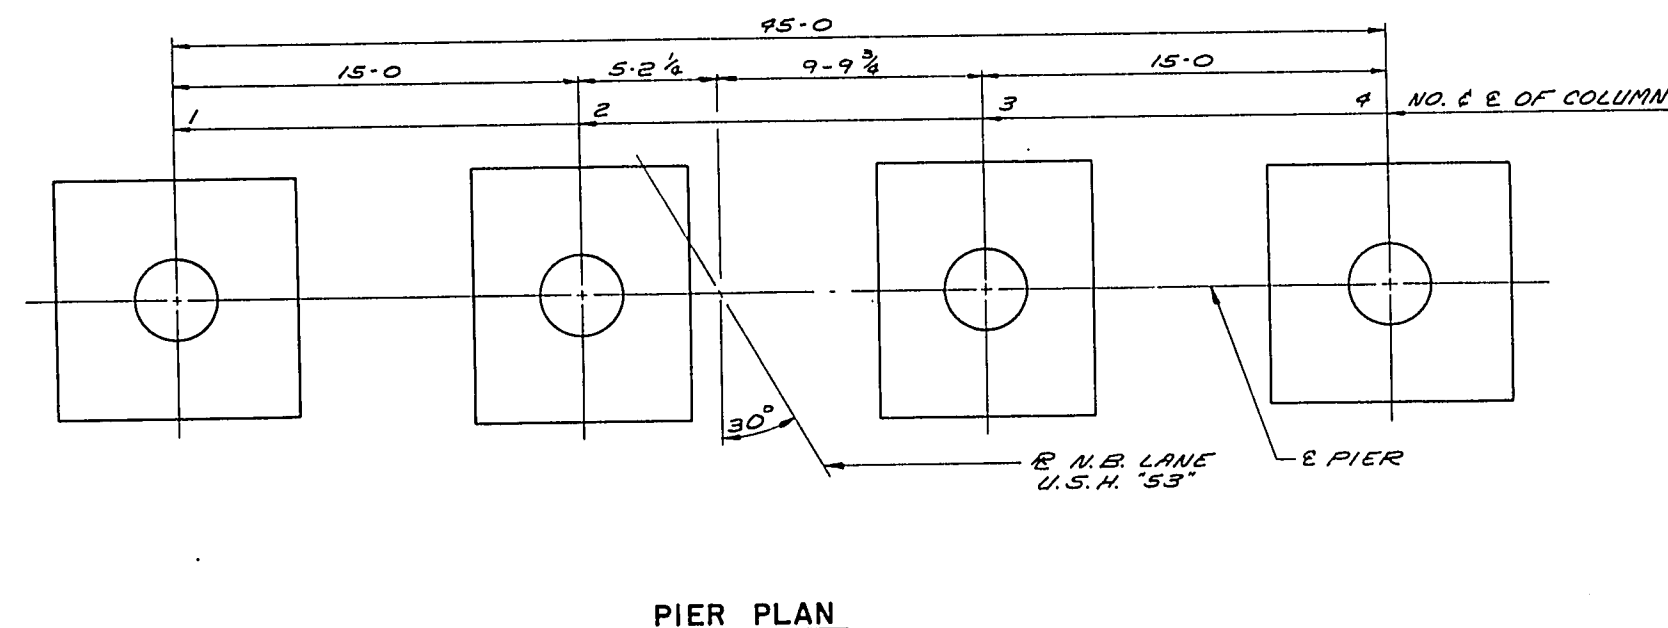 45-0
15-0 5-2 1/4 9-9 3/4 15-0
1 2 3 4 NO. & ℄ OF COLUMN
30°
℄ PIER
N.B. LANE
U.S.H. "53"
PIER PLAN